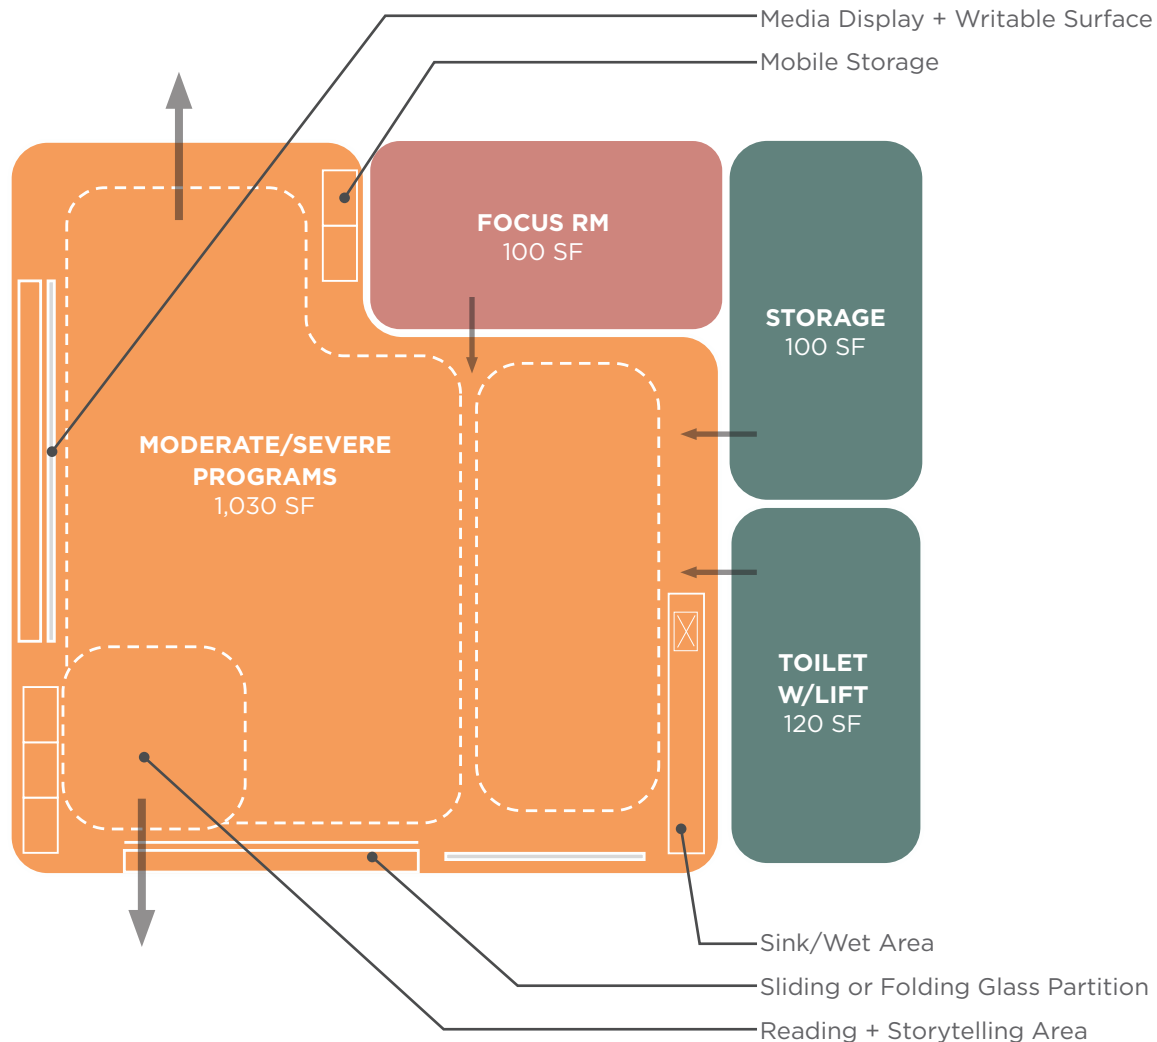 Media Display + Writable Surface
Mobile Storage
FOCUS RM
100 SF
STORAGE
100 SF
MODERATE/SEVERE
PROGRAMS
1,030 SF
TOILET
W/LIFT
120 SF
Sink/Wet Area
Sliding or Folding Glass Partition
Reading + Storytelling Area